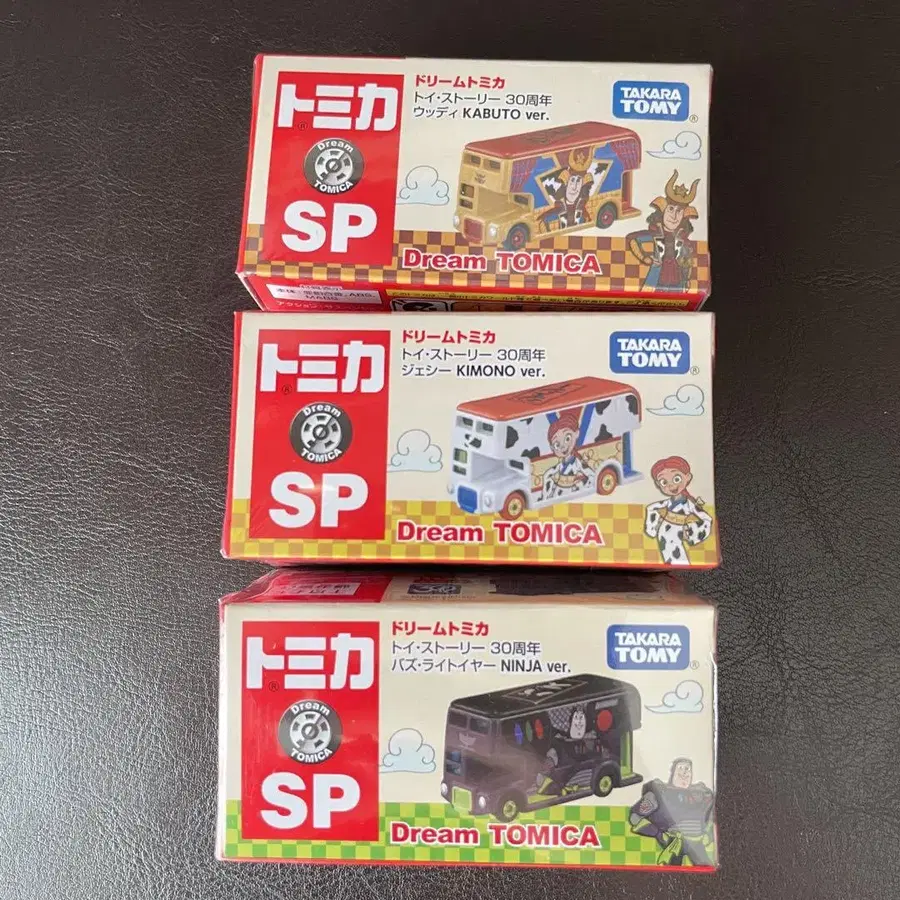 トミカ
Dream
TOMICA
SP
ドリームトミカ
トイ・ストーリー 30周年
ウッディ KABUTO ver.
TAKARA
TOMY
Dream TOMICA
トミカ
Dream
TOMICA
SP
ドリームトミカ
トイ・ストーリー 30周年
ジェシー KIMONO ver.
TAKARA
TOMY
Dream TOMICA
トミカ
Dream
TOMICA
SP
ドリームトミカ
トイ・ストーリー 30周年
バズ・ライトイヤー NINJA ver.
TAKARA
TOMY
Dream TOMICA